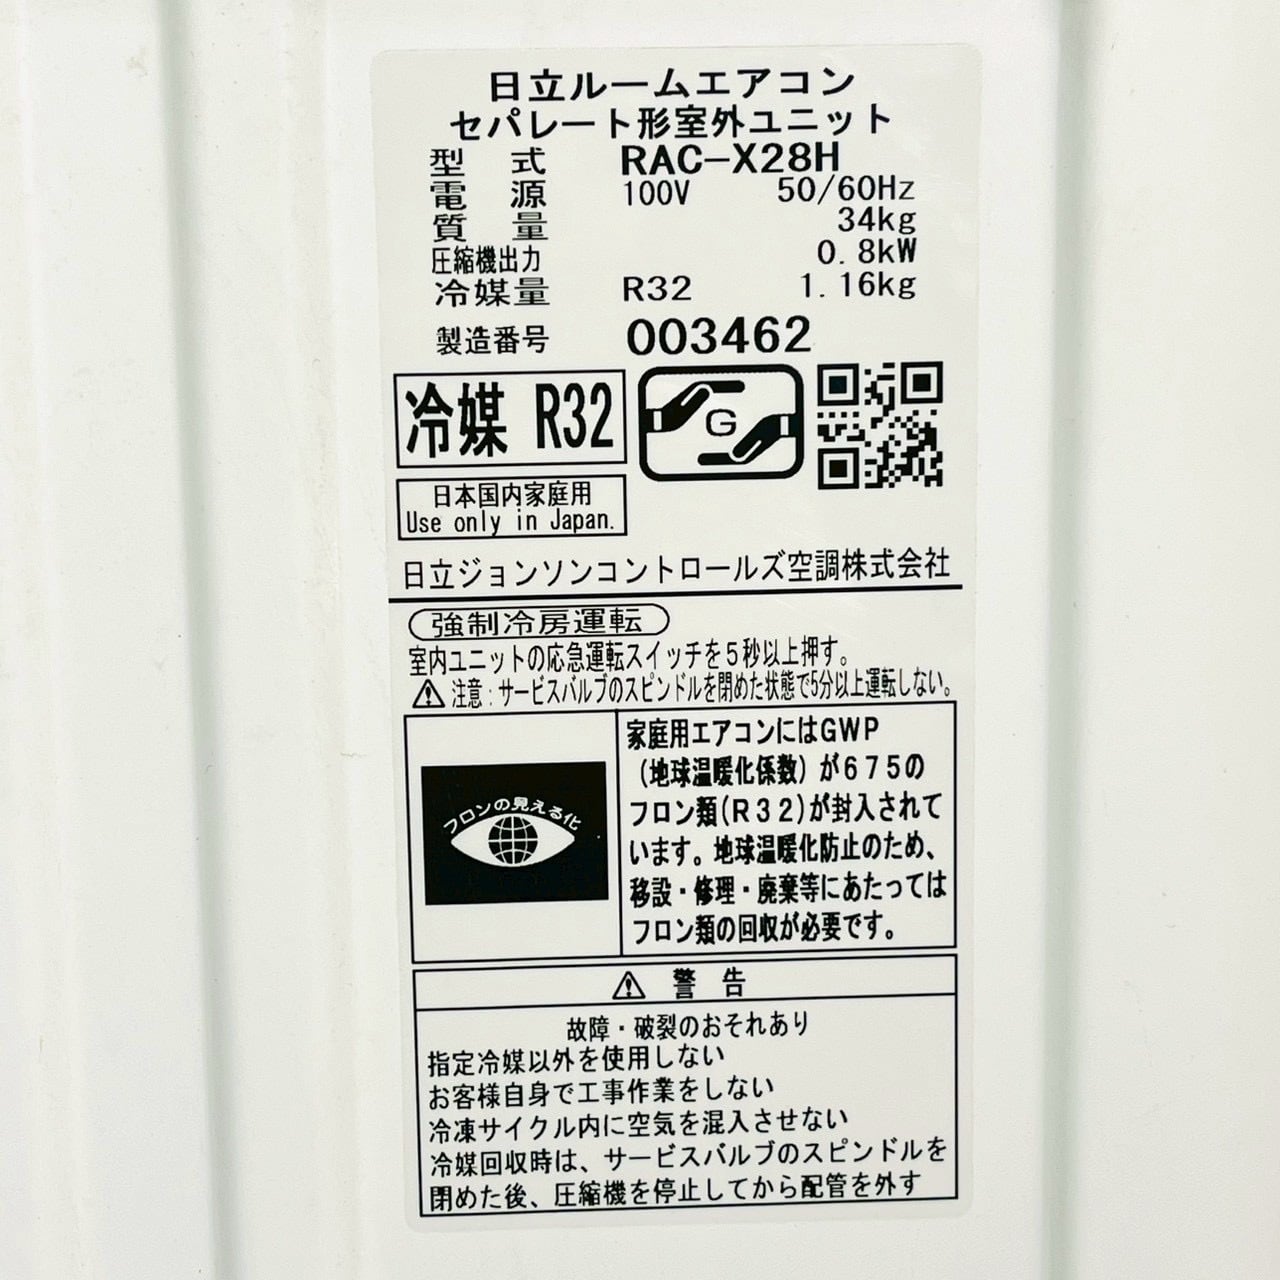 日立ルームエアコン
セパレート形室外ユニット
型 式 RAC-X28H
電 源 100V 50/60Hz
質 量 34kg
圧縮機出力 0.8kW
冷媒量 R32 1.16kg
製造番号 003462
冷媒 R32
G
日本国内家庭用
Use only in Japan.
日立ジョンソンコントロールズ空調株式会社
強制冷房運転
室内ユニットの応急運転スイッチを5秒以上押す。
注意:サービスバルブのスピンドルを閉めた状態で5分以上運転しない。
フロンの見える化
家庭用エアコンにはGWP
(地球温暖化係数)が675の
フロン類(R32)が封入されて
います。地球温暖化防止のため、
移設・修理・廃棄等にあたっては
フロン類の回収が必要です。
警 告
故障・破裂のおそれあり
指定冷媒以外を使用しない
お客様自身で工事作業をしない
冷凍サイクル内に空気を混入させない
冷媒回収時は、サービスバルブのスピンドルを
閉めた後、圧縮機を停止してから配管を外す